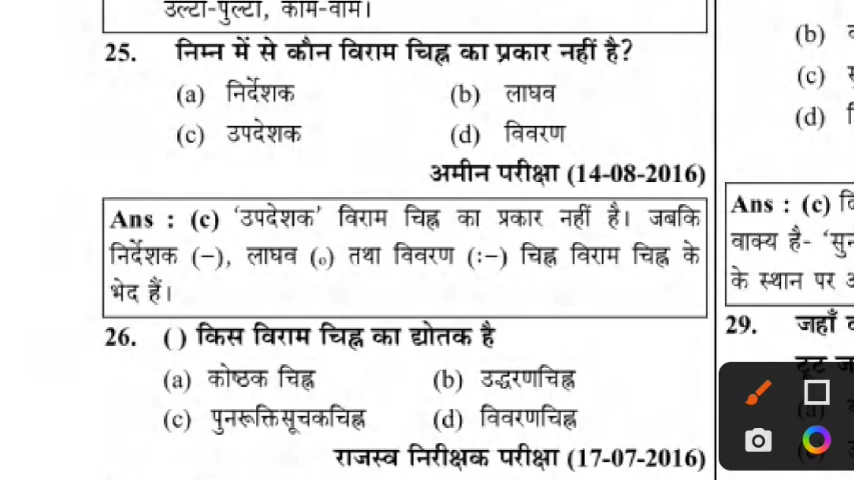 उल्टा-पुल्टा, काम-वाम।
25. निम्न में से कौन विराम चिह्न का प्रकार नहीं है?
(a) निर्देशक (b) लाघव
(c) उपदेशक (d) विवरण
अमीन परीक्षा (14-08-2016)
Ans : (c) ‘उपदेशक’ विराम चिह्न का प्रकार नहीं है। जबकि
निर्देशक (−), लाघव (०) तथा विवरण (:−) चिह्न विराम चिह्न के
भेद हैं।
26. ( ) किस विराम चिह्न का द्योतक है
(a) कोष्ठक चिह्न (b) उद्धरणचिह्न
(c) पुनरूक्तिसूचकचिह्न (d) विवरणचिह्न
राजस्व निरीक्षक परीक्षा (17-07-2016)
(b)
(c)
(d)
Ans : (c)
वाक्य है- ‘सुन
के स्थान पर
29. जहाँ
टूट
(a)